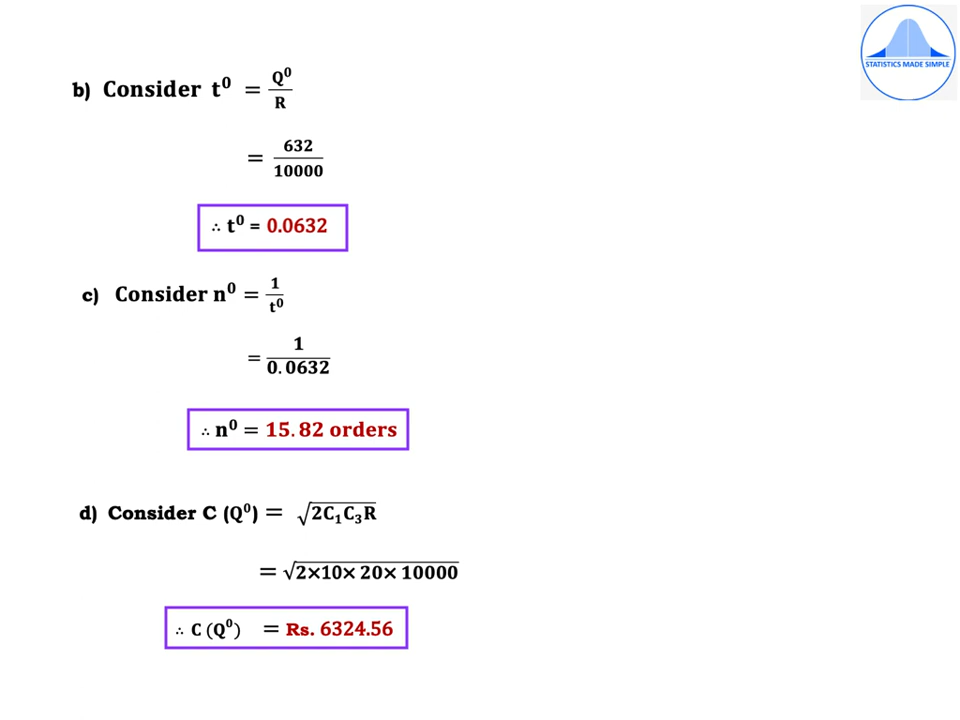 STATISTICS MADE SIMPLE
b) Consider t⁰ = Q⁰/R
= 632/10000
∴ t⁰ = 0.0632
c) Consider n⁰ = 1/t⁰
= 1/0.0632
∴ n⁰ = 15.82 orders
d) Consider C (Q⁰) = √2C₁C₃R
= √2×10× 20× 10000
∴ C (Q⁰) = Rs. 6324.56